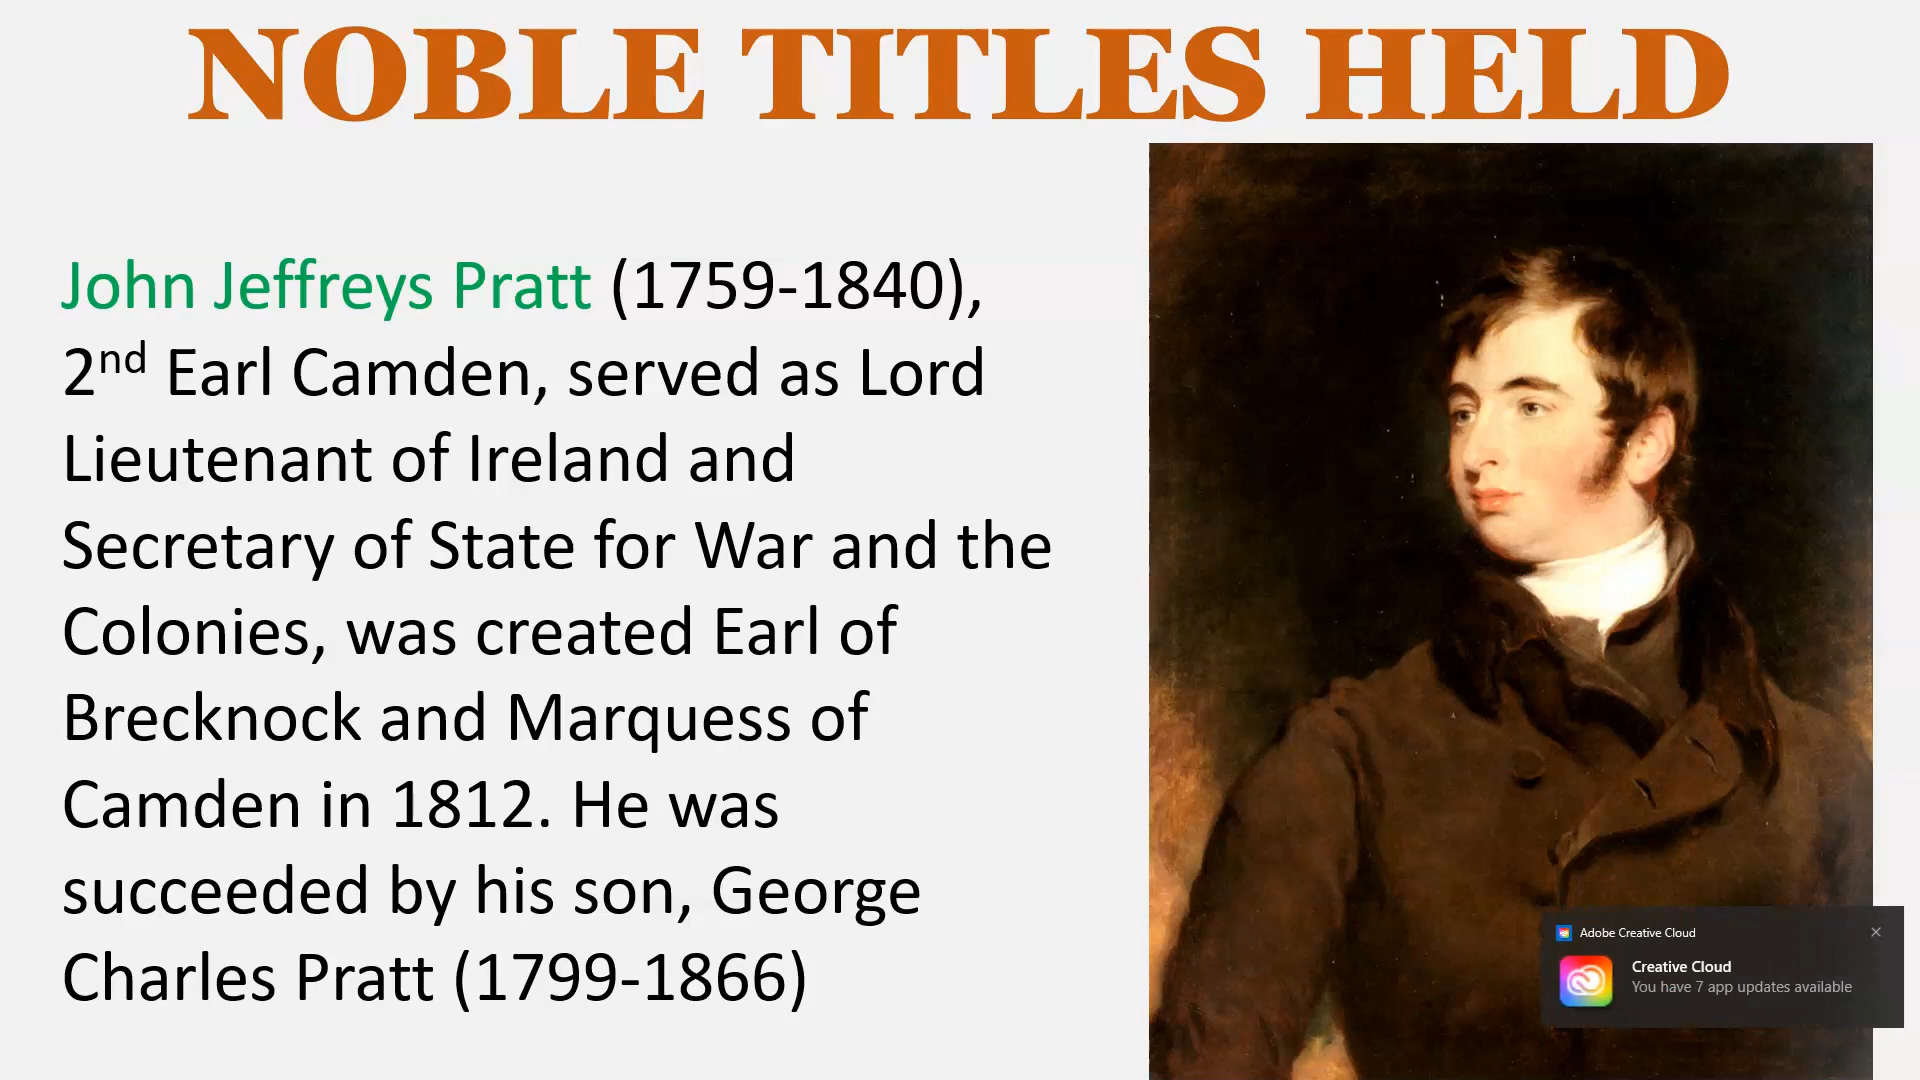 NOBLE TITLES HELD
John Jeffreys Pratt (1759-1840),
2nd Earl Camden, served as Lord
Lieutenant of Ireland and
Secretary of State for War and the
Colonies, was created Earl of
Brecknock and Marquess of
Camden in 1812. He was
succeeded by his son, George
Charles Pratt (1799-1866)
Adobe Creative Cloud
Creative Cloud
You have 7 app updates available